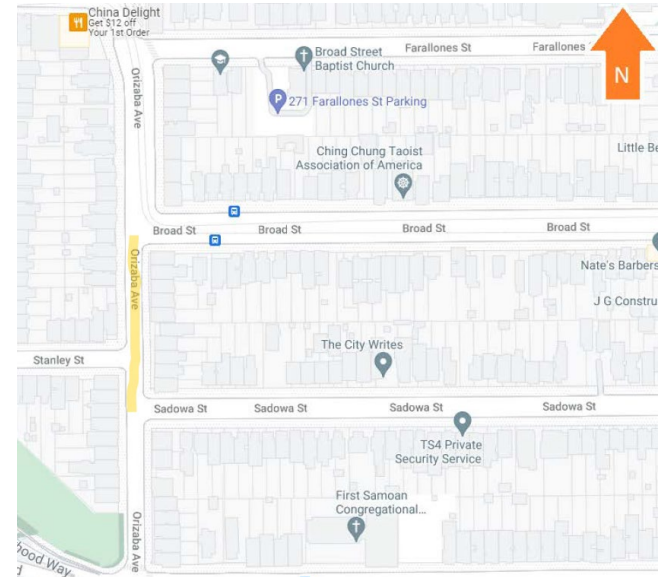 China Delight
Get $12 off
Your 1st Order
Orizaba Ave
Broad Street
Baptist Church
Farallones St
Farallones
N
P
271 Farallones St Parking
Ching Chung Taoist
Association of America
Little Be
Broad St
Broad St
Broad St
Broad St
Orizaba Ave
Nate's Barbers
J G Constru
The City Writes
Stanley St
Sadowa St
Sadowa St
Sadowa St
Sadowa St
TS4 Private
Security Service
First Samoan
Congregational...
Orizaba Ave
hood Way